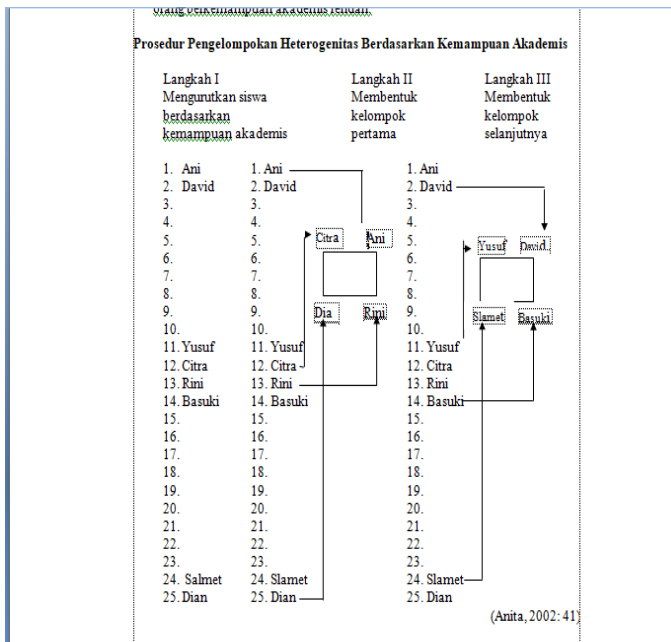 orang berkemampuan akademis rendah.
Prosedur Pengelompokan Heterogenitas Berdasarkan Kemampuan Akademis
Langkah I
Mengurutkan siswa
berdasarkan
kemampuan akademis
Langkah II
Membentuk
kelompok
pertama
Langkah III
Membentuk
kelompok
selanjutnya
1. Ani
2. David
3.
4.
5.
6.
7.
8.
9.
10.
11. Yusuf
12. Citra
13. Rini
14. Basuki
15.
16.
17.
18.
19.
20.
21.
22.
23.
24. Salmet
25. Dian
1. Ani
2. David
3.
4.
5.
6.
7.
8.
9.
10.
11. Yusuf
12. Citra
13. Rini
14. Basuki
15.
16.
17.
18.
19.
20.
21.
22.
23.
24. Slamet
25. Dian
Citra Ani
Dia Rini
1. Ani
2. David
3.
4.
5.
6.
7.
8.
9.
10.
11. Yusuf
12. Citra
13. Rini
14. Basuki
15.
16.
17.
18.
19.
20.
21.
22.
23.
24. Slamet
25. Dian
Yusuf David
Slamet Basuki
(Anita, 2002: 41)